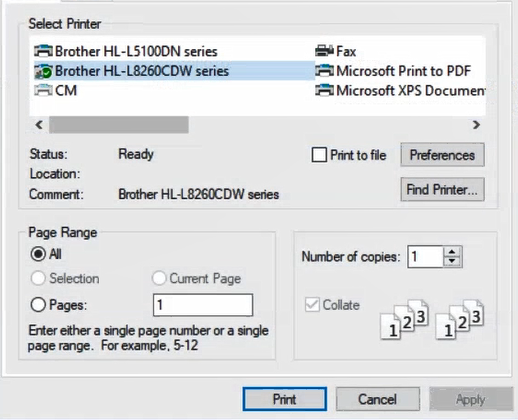 Select Printer
Brother HL-L5100DN series
Fax
Brother HL-L8260CDW series
Microsoft Print to PDF
CM
Microsoft XPS Documen
Status: Ready
Print to file
Preferences
Location:
Comment: Brother HL-L8260CDW series
Find Printer...
Page Range
All
Selection
Current Page
Pages: 1
Enter either a single page number or a single
page range. For example, 5-12
Number of copies: 1
Collate
1 2 3 1 2 3
Print
Cancel
Apply